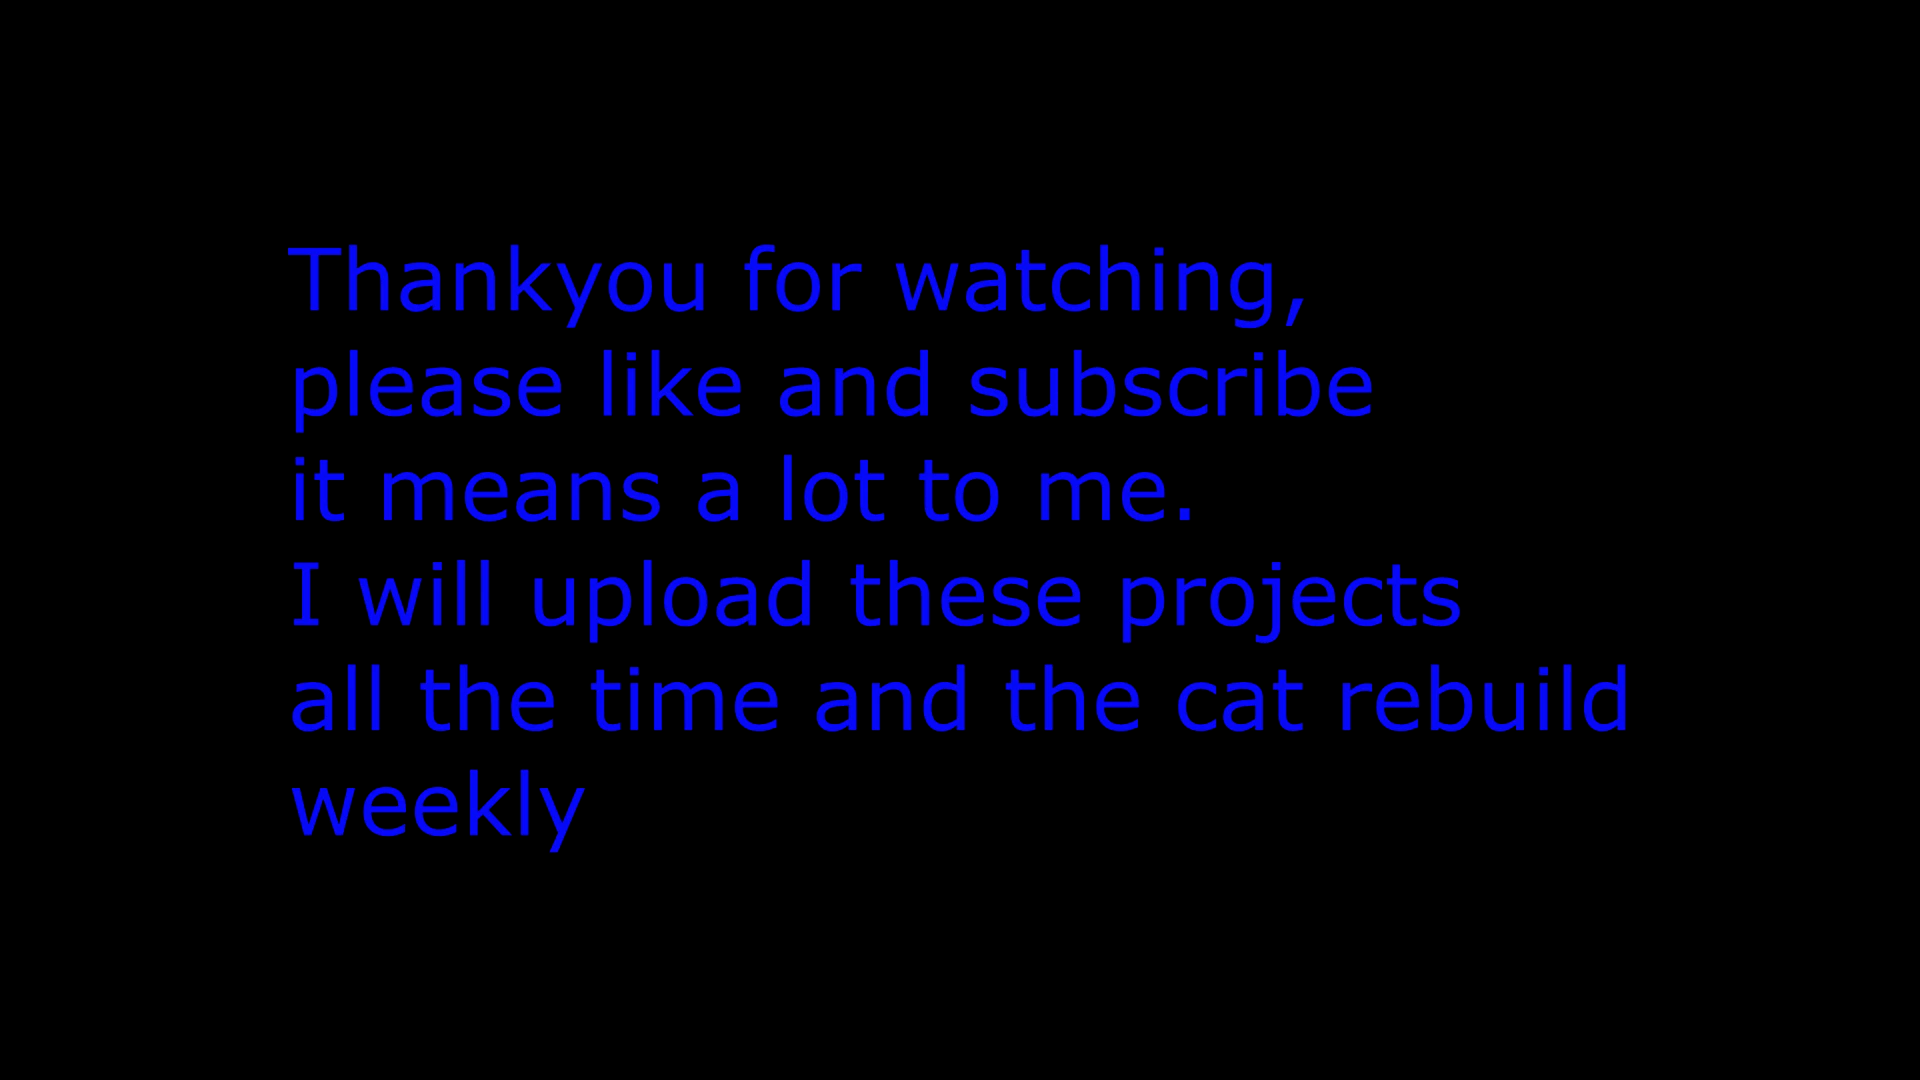 Thankyou for watching,
please like and subscribe
it means a lot to me.
I will upload these projects
all the time and the cat rebuild
weekly